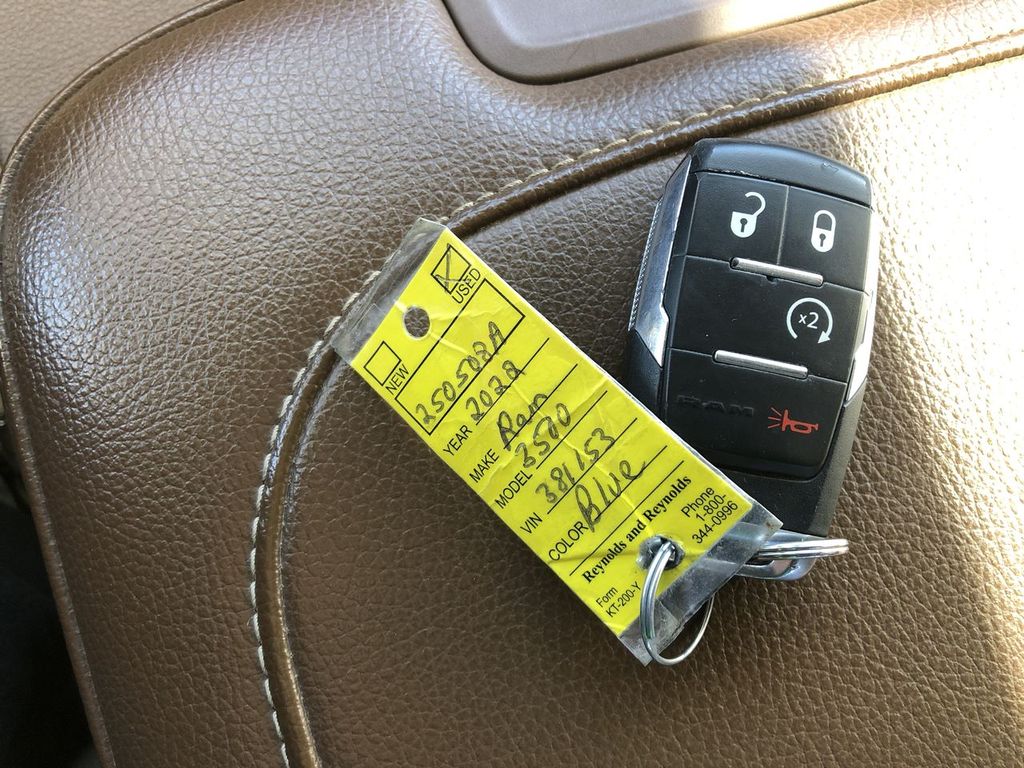 USED
NEW
250508A
YEAR 2022
MAKE Ram
MODEL 3500
VIN 381153
COLOR Blue
Reynolds and Reynolds
Form
KT-200-Y
Phone
1-800-
344-0996
x2
RAM